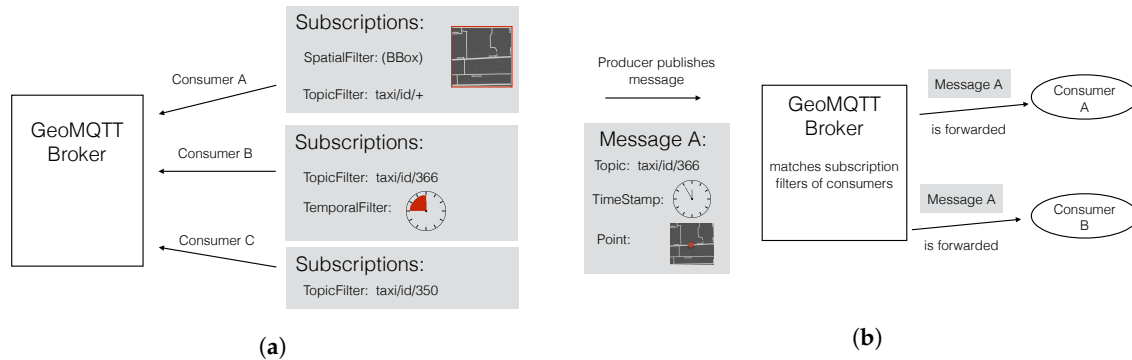 Subscriptions:
SpatialFilter: (BBox)
TopicFilter: taxi/id/+
Consumer A
GeoMQTT
Broker
Consumer B
Subscriptions:
TopicFilter: taxi/id/366
TemporalFilter:
Consumer C
Subscriptions:
TopicFilter: taxi/id/350
(a)
Producer publishes
message
Message A:
Topic: taxi/id/366
TimeStamp:
Point:
GeoMQTT
Broker
matches subscription
filters of consumers
Message A
is forwarded
Consumer
A
Message A
is forwarded
Consumer
B
(b)